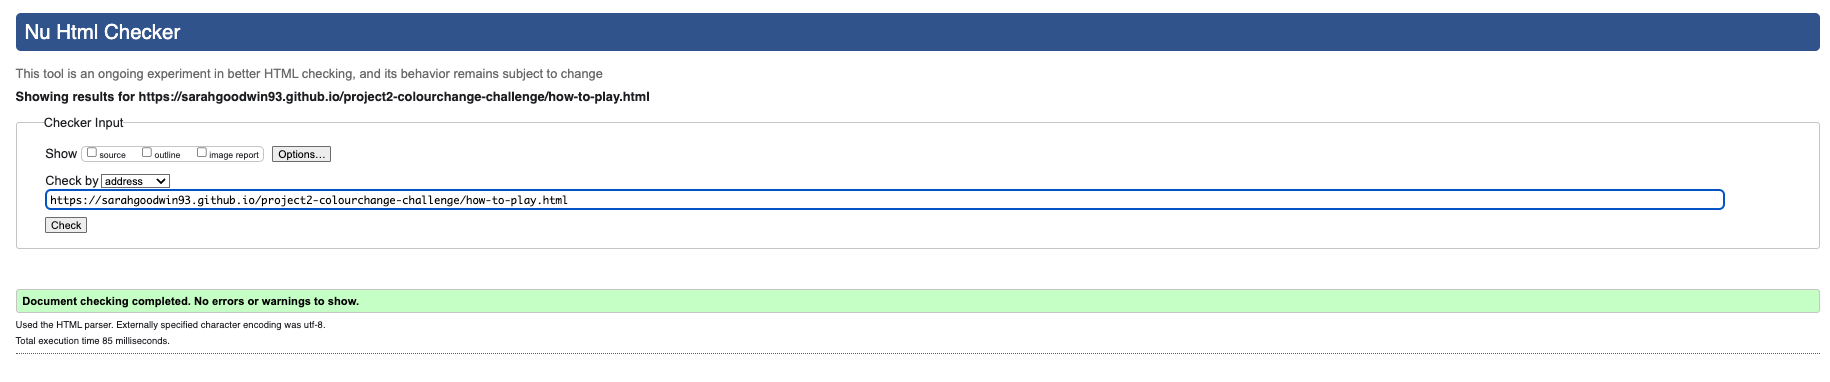 Nu Html Checker
This tool is an ongoing experiment in better HTML checking, and its behavior remains subject to change
Showing results for https://sarahgoodwin93.github.io/project2-colourchange-challenge/how-to-play.html
Checker Input
Show source outline image report Options...
Check by address
https://sarahgoodwin93.github.io/project2-colourchange-challenge/how-to-play.html
Check
Document checking completed. No errors or warnings to show.
Used the HTML parser. Externally specified character encoding was utf-8.
Total execution time 85 milliseconds.